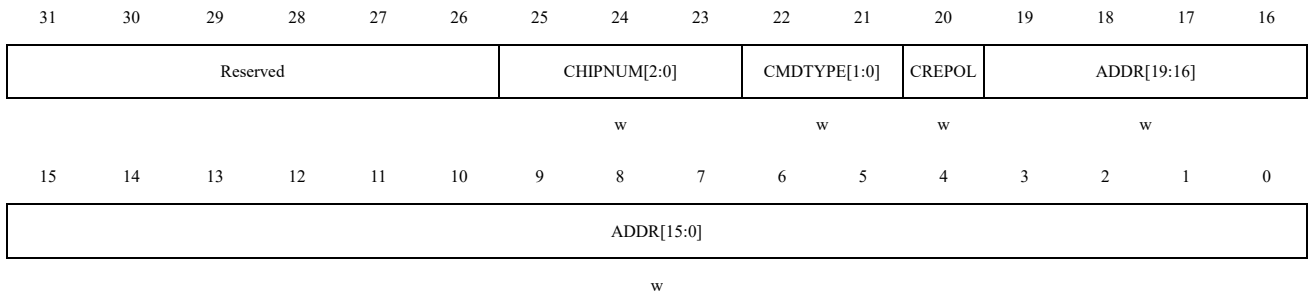 31 30 29 28 27 26 25 24 23 22 21 20 19 18 17 16
Reserved CHIPNUM[2:0] CMDTYPE[1:0] CREPOL ADDR[19:16]
w w w w
15 14 13 12 11 10 9 8 7 6 5 4 3 2 1 0
ADDR[15:0]
w